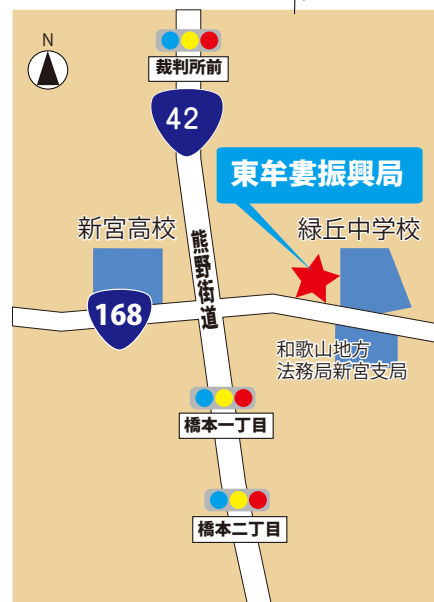 N
裁判所前
42
東牟婁振興局
新宮高校
緑丘中学校
熊野街道
168
和歌山地方
法務局新宮支局
橋本一丁目
橋本二丁目